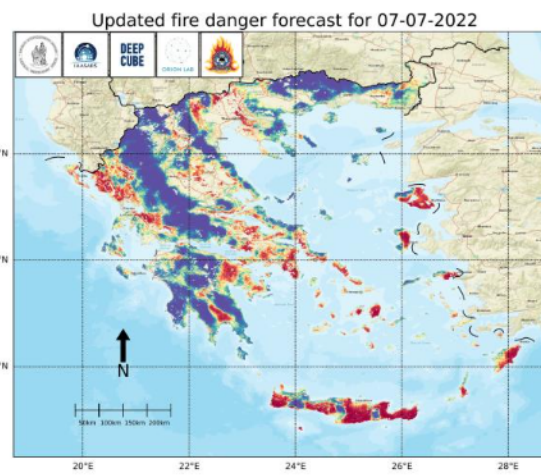 Updated fire danger forecast for 07-07-2022
DEEP
CUBE
ORION LAB
°N
°N
°N
N
50km 100km 150km 200km
20°E 22°E 24°E 26°E 28°E